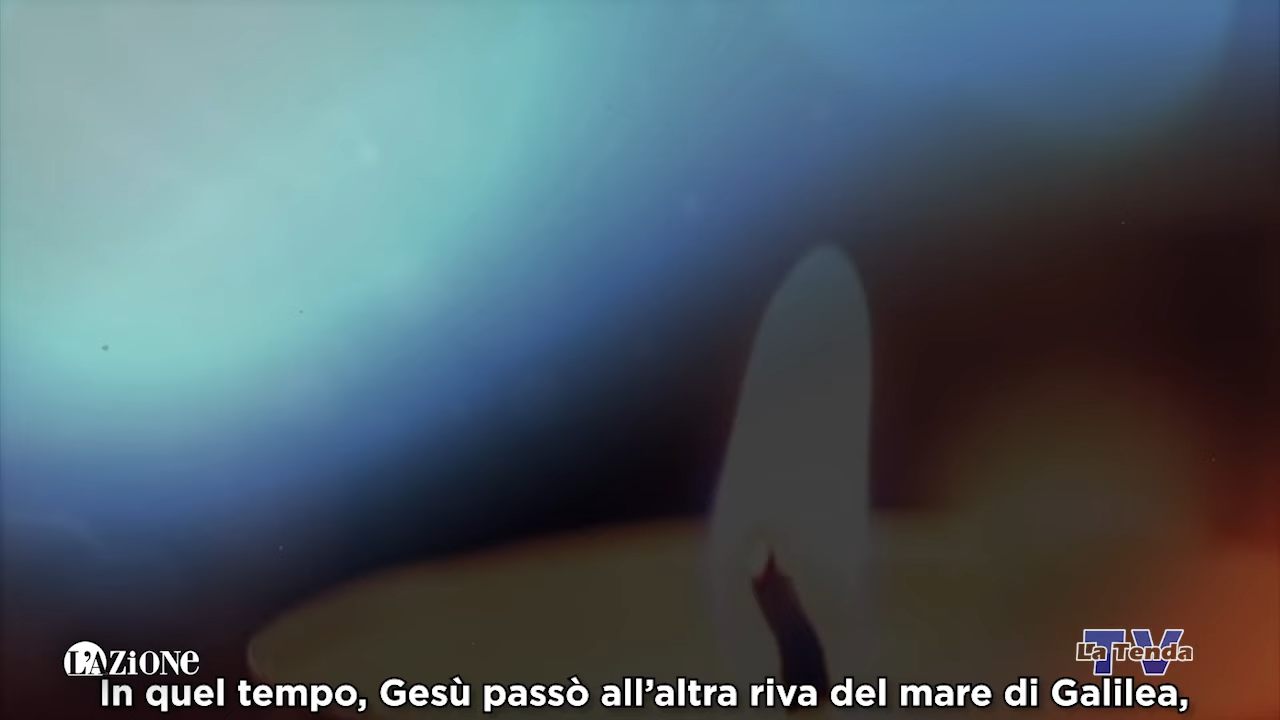 L'AZiONE
TV
La Tenda
In quel tempo, Gesù passò all’altra riva del mare di Galilea,